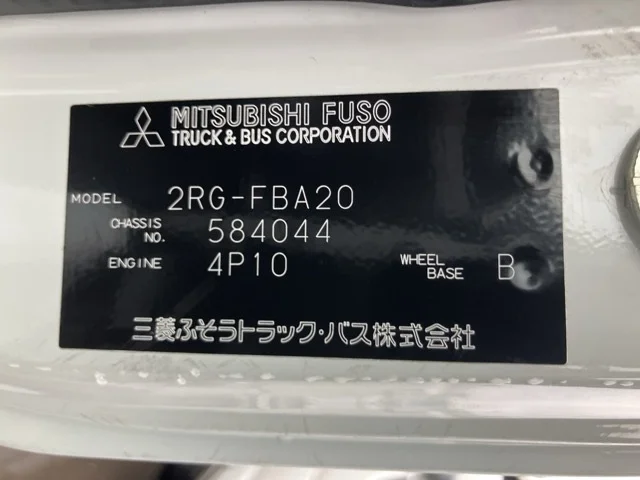 MITSUBISHI FUSO
TRUCK & BUS CORPORATION
MODEL 2RG-FBA20
CHASSIS NO. 584044
ENGINE 4P10 WHEEL BASE B
三菱ふそうトラック・バス株式会社